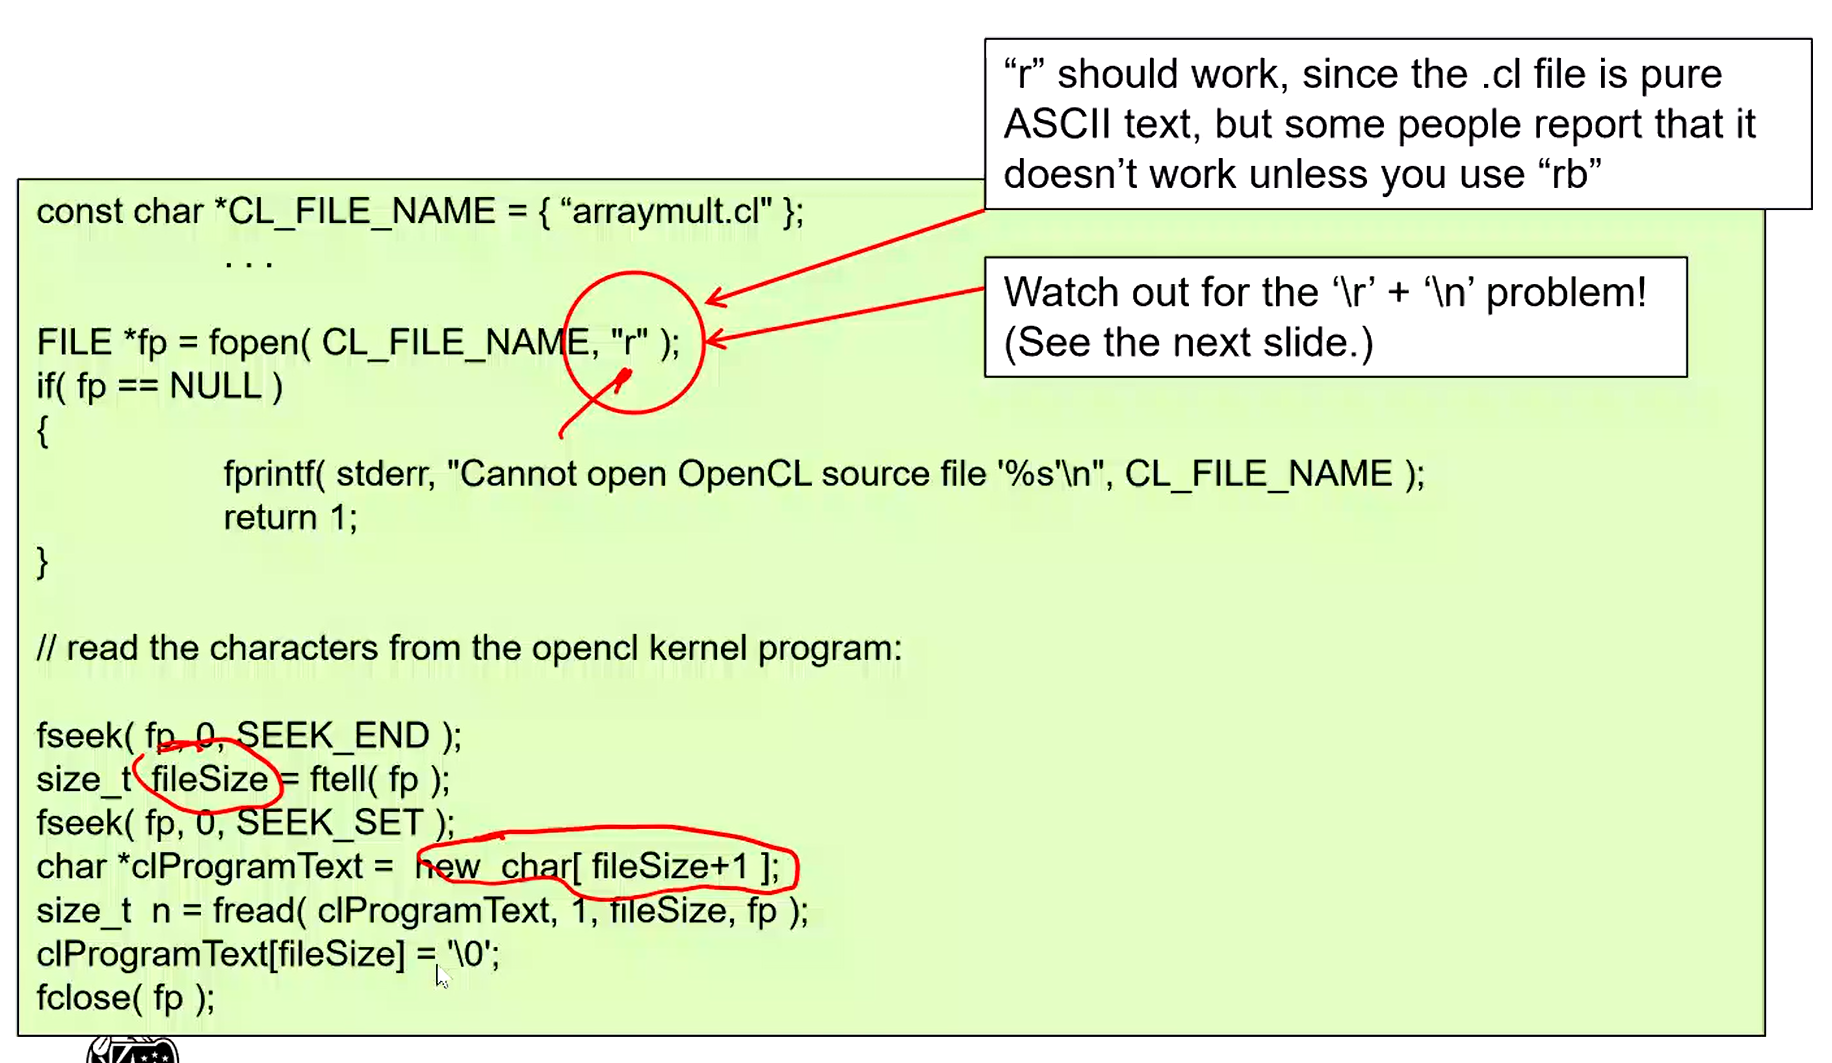 “r” should work, since the .cl file is pure
ASCII text, but some people report that it
doesn’t work unless you use “rb”
const char *CL_FILE_NAME = { “arraymult.cl" };
. . .
Watch out for the ‘\r’ + ‘\n’ problem!
(See the next slide.)
FILE *fp = fopen( CL_FILE_NAME, "r" );
if( fp == NULL )
{
fprintf( stderr, "Cannot open OpenCL source file '%s'\n", CL_FILE_NAME );
return 1;
}
// read the characters from the opencl kernel program:
fseek( fp, 0, SEEK_END );
size_t fileSize = ftell( fp );
fseek( fp, 0, SEEK_SET );
char *clProgramText = new char[ fileSize+1 ];
size_t n = fread( clProgramText, 1, fileSize, fp );
clProgramText[fileSize] = '\0';
fclose( fp );